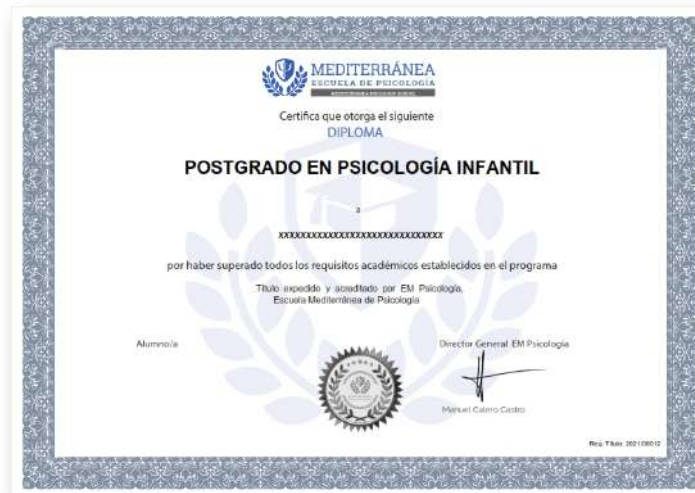 MEDITERRÁNEA
ESCUELA DE PSICOLOGÍA
Certifica que otorga el siguiente
DIPLOMA
POSTGRADO EN PSICOLOGÍA INFANTIL
a
xxxxxxxxxxxxxxxxxxxxxxxxxxxxxx
por haber superado todos los requisitos académicos establecidos en el programa
Título expedido y acreditado por EM Psicología,
Escuela Mediterránea de Psicología
Alumno/a
Director General EM Psicología
Manuel Calero Castro